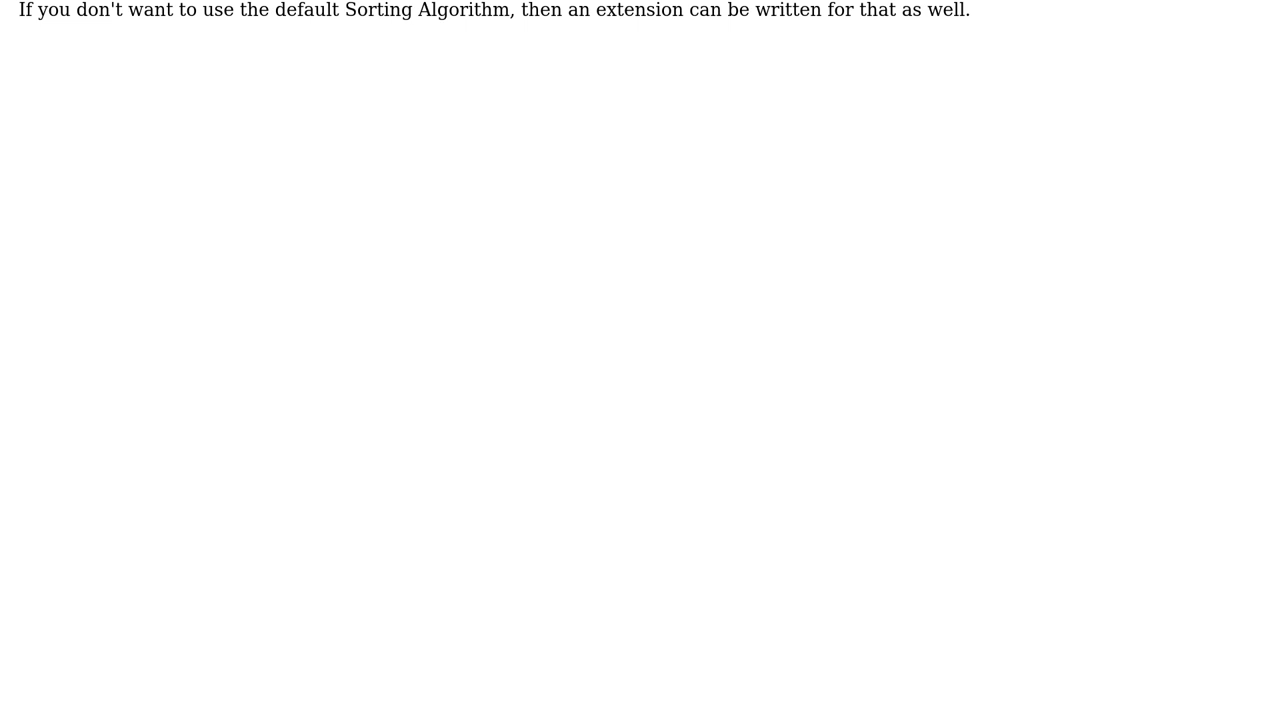 If you don't want to use the default Sorting Algorithm, then an extension can be written for that as well.